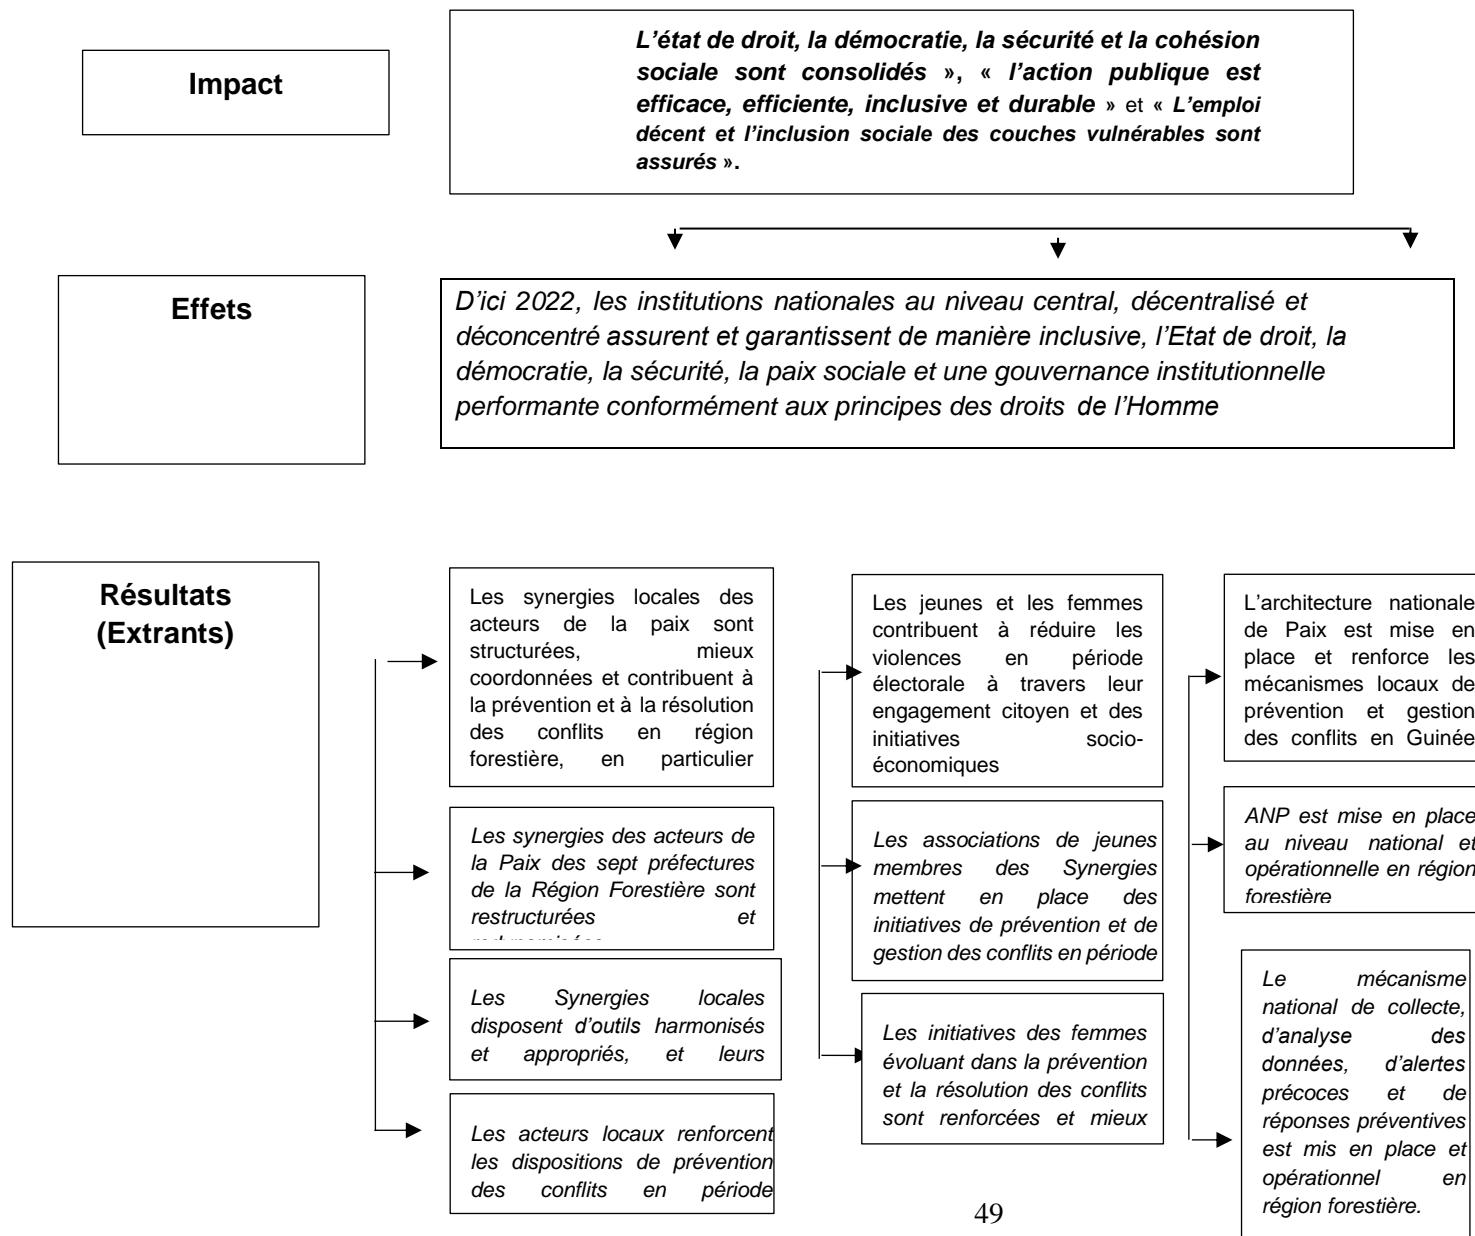 Impact
L’état de droit, la démocratie, la sécurité et la cohésion
sociale sont consolidés », « l’action publique est
efficace, efficiente, inclusive et durable » et « L’emploi
décent et l’inclusion sociale des couches vulnérables sont
assurés ».
Effets
D’ici 2022, les institutions nationales au niveau central, décentralisé et
déconcentré assurent et garantissent de manière inclusive, l’Etat de droit, la
démocratie, la sécurité, la paix sociale et une gouvernance institutionnelle
performante conformément aux principes des droits de l’Homme
Résultats
(Extrants)
Les synergies locales des
acteurs de la paix sont
structurées, mieux
coordonnées et contribuent à
la prévention et à la résolution
des conflits en région
forestière, en particulier
Les synergies des acteurs de
la Paix des sept préfectures
de la Région Forestière sont
restructurées et
Les Synergies locales
disposent d’outils harmonisés
et appropriés, et leurs
Les acteurs locaux renforcent
les dispositions de prévention
des conflits en période
Les jeunes et les femmes
contribuent à réduire les
violences en période
électorale à travers leur
engagement citoyen et des
initiatives socio-
économiques
Les associations de jeunes
membres des Synergies
mettent en place des
initiatives de prévention et de
gestion des conflits en période
Les initiatives des femmes
évoluant dans la prévention
et la résolution des conflits
sont renforcées et mieux
L’architecture nationale
de Paix est mise en
place et renforce les
mécanismes locaux de
prévention et gestion
des conflits en Guinée
ANP est mise en place
au niveau national et
opérationnelle en région
forestière
Le mécanisme
national de collecte,
d’analyse des
données, d’alertes
précoces et de
réponses préventives
est mis en place et
opérationnel en
région forestière.
49